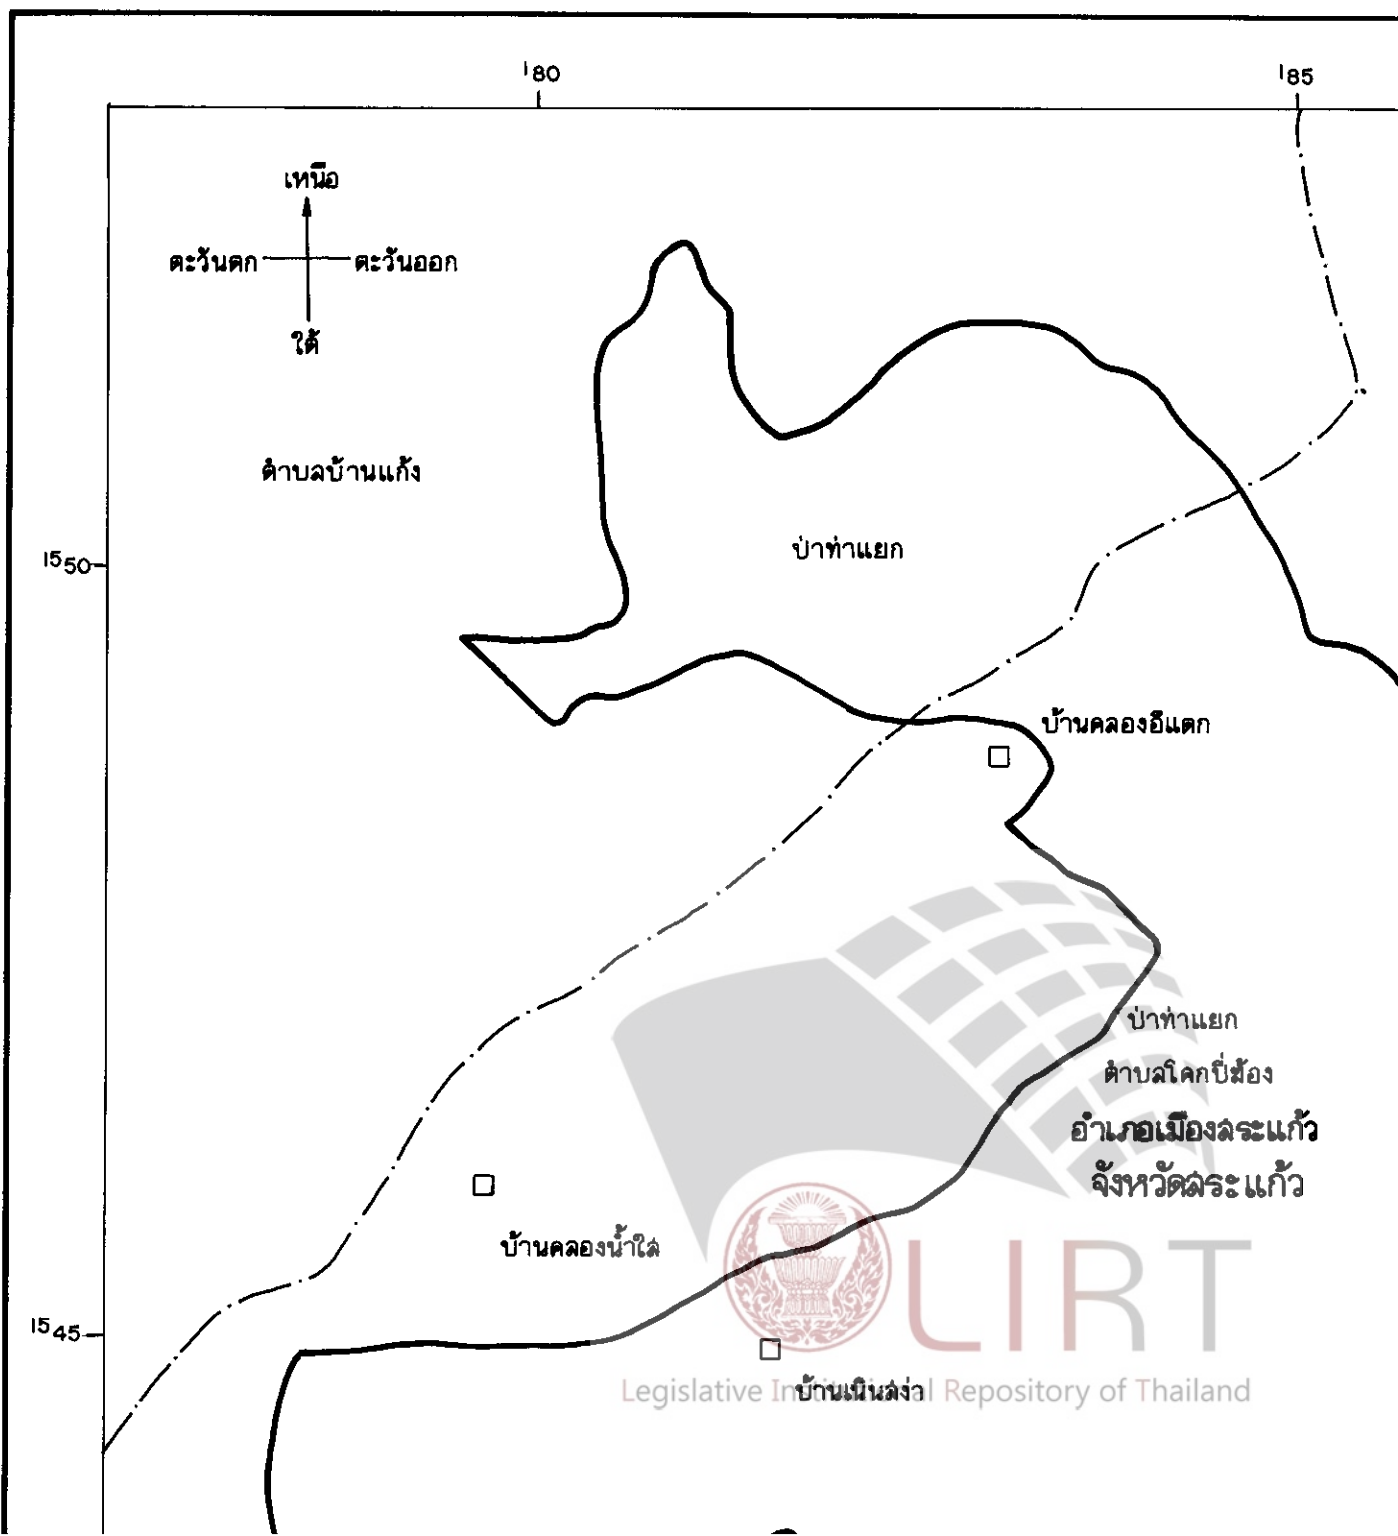 180
185
เหนือ
ตะวันตก
ตะวันออก
ใต้
ตำบลบ้านแก้ง
1550
ป่าท่าแยก
บ้านคลองอีแตก
ป่าท่าแยก
ตำบลโคกปี่ฆ้อง
อำเภอเมืองสระแก้ว
จังหวัดสระแก้ว
บ้านคลองน้ำใส
LIRT
1545
Legislative Institutional Repository of Thailand
บ้านเนินสง่า